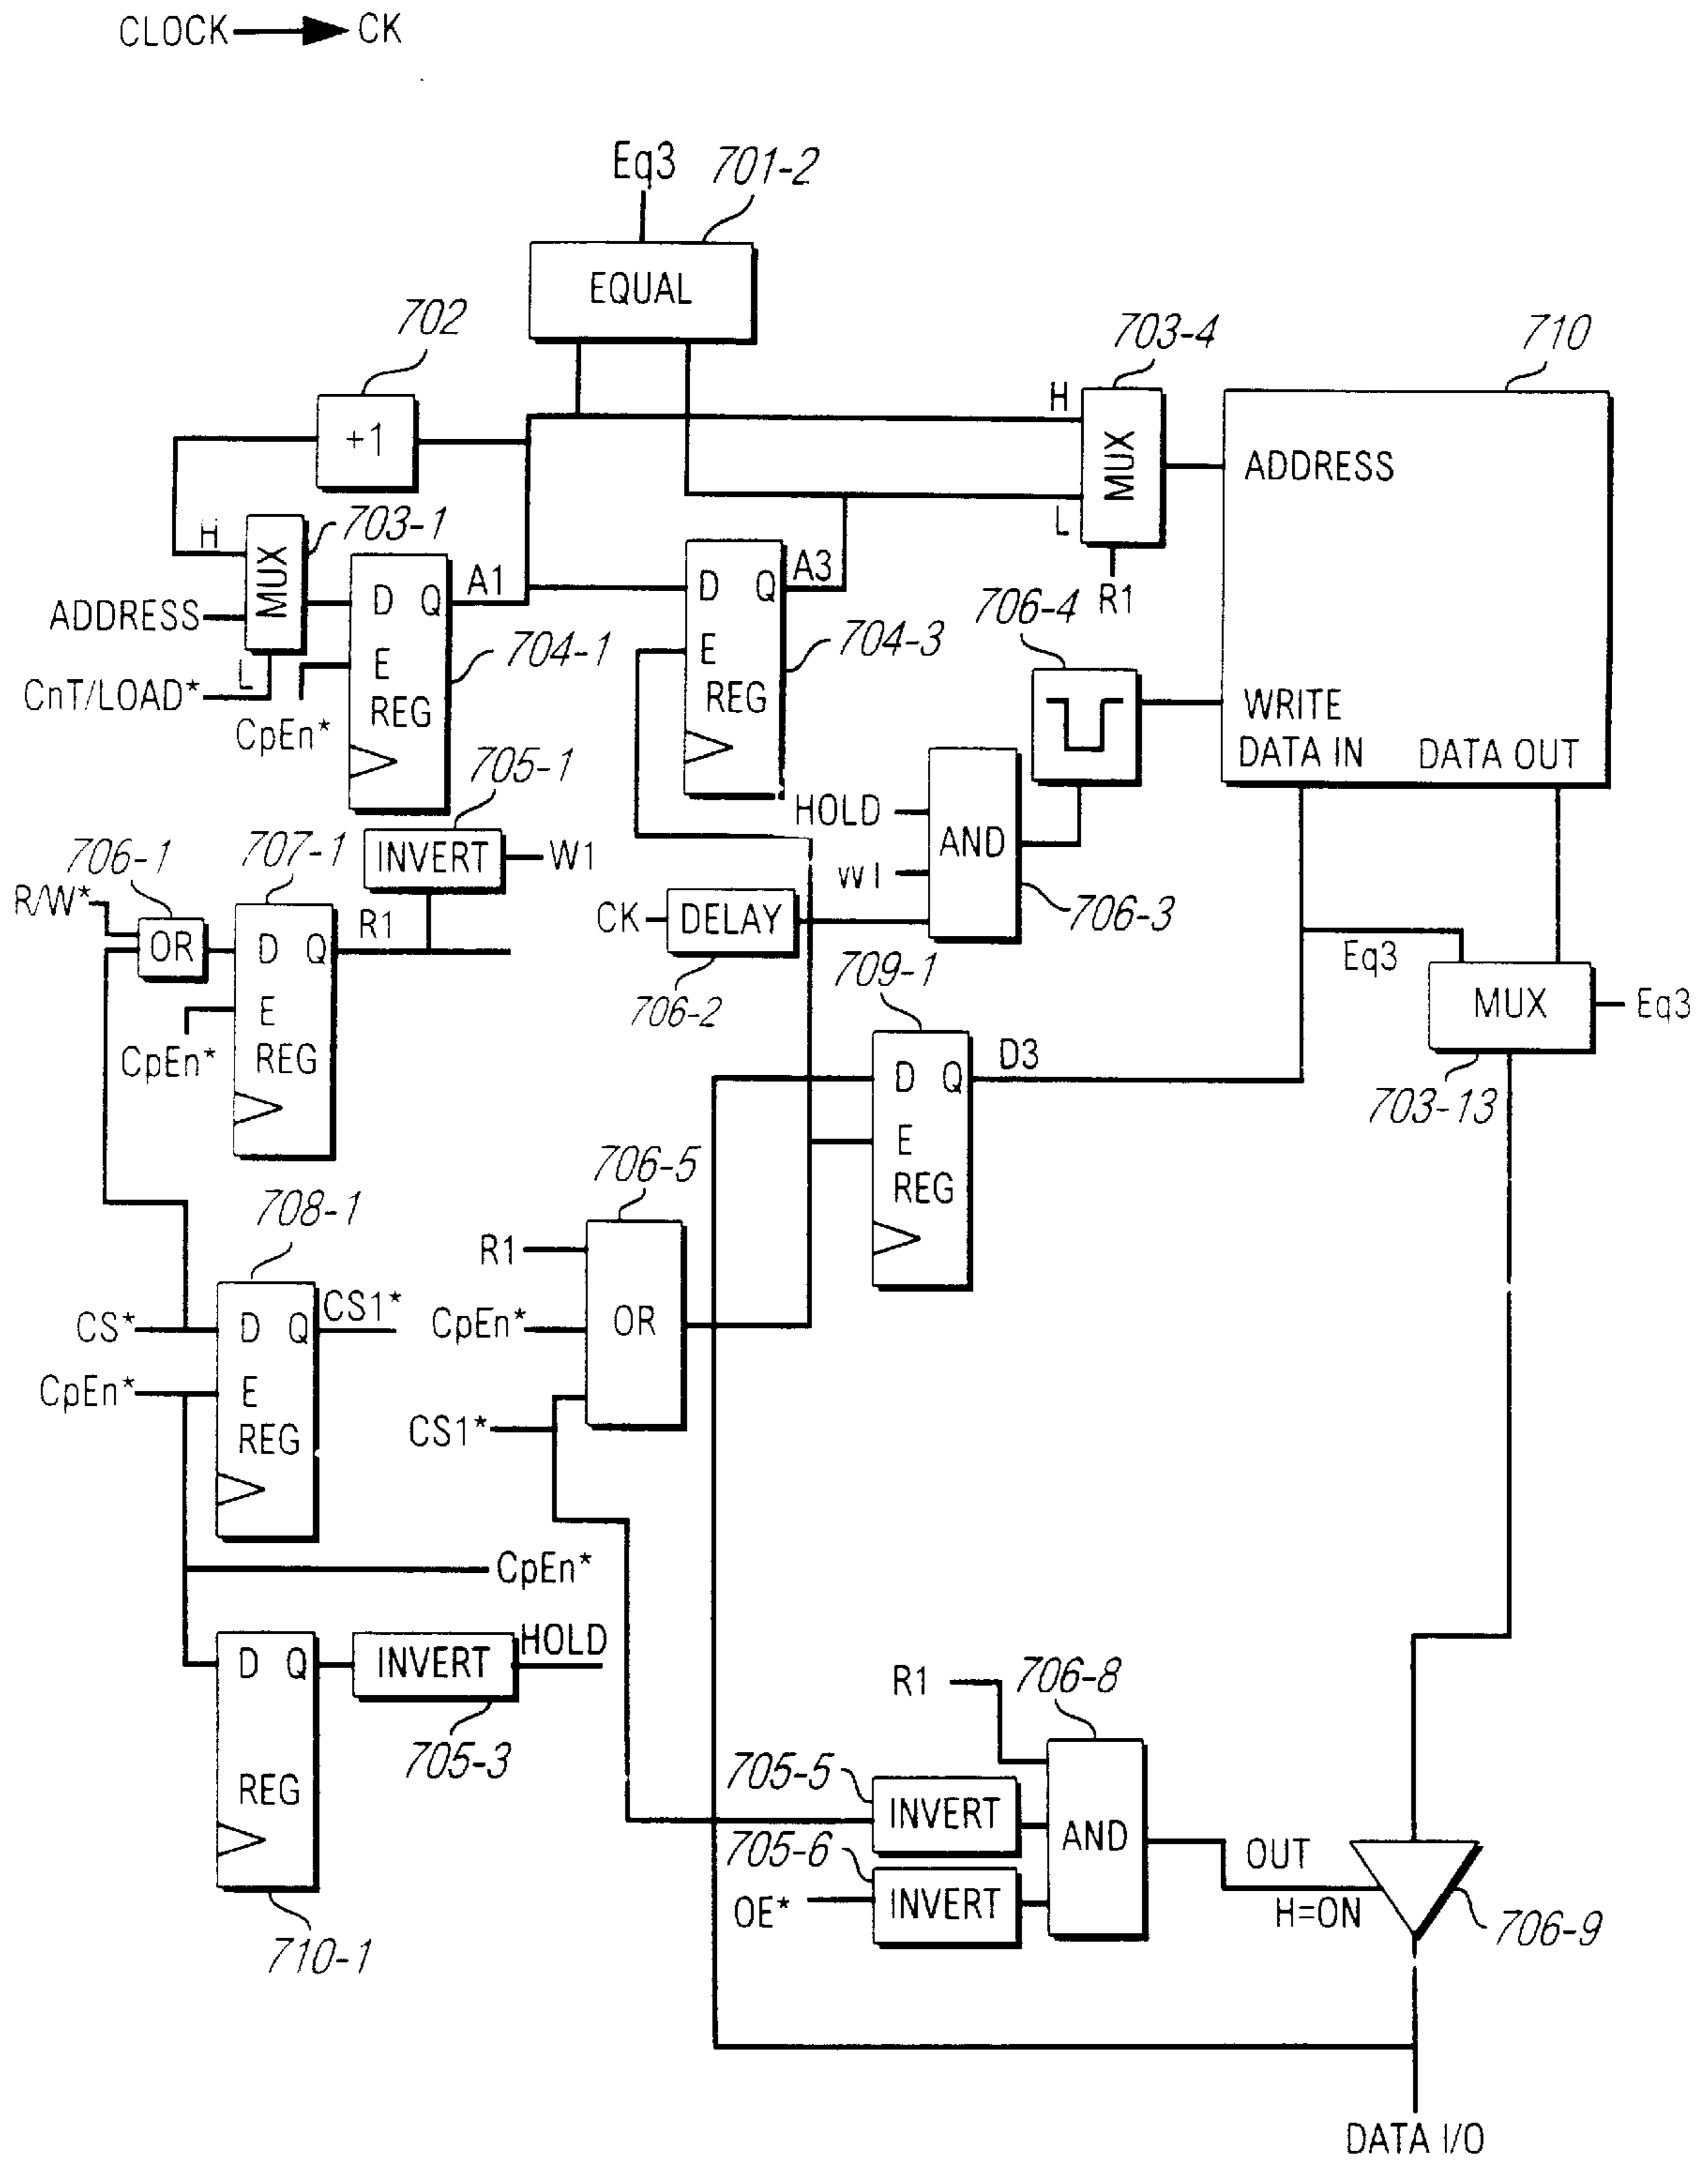 CLOCK CK
Eq3 701-2
EQUAL
702
703-4
710
+1
H
MUX
ADDRESS
L
R1
H
703-1
MUX
ADDRESS
L
CnT/LOAD*
CpEn*
D Q A1
E
REG
704-1
D Q A3
E
REG
704-3
706-4
WRITE
DATA IN DATA OUT
705-1
INVERT W1
706-1
R/W*
OR
707-1
D Q R1
E
REG
CpEn*
HOLD
W1
AND
706-3
CK DELAY
706-2
Eq3
MUX Eq3
703-13
709-1
D Q D3
E
REG
708-1
CS* D Q CS1*
CpEn* E
REG
706-5
R1
CpEn* OR
CS1*
CpEn*
D Q INVERT HOLD
705-3
REG
710-1
R1 706-8
705-5
INVERT
AND
705-6
OE* INVERT
OUT
H=ON
706-9
DATA I/O